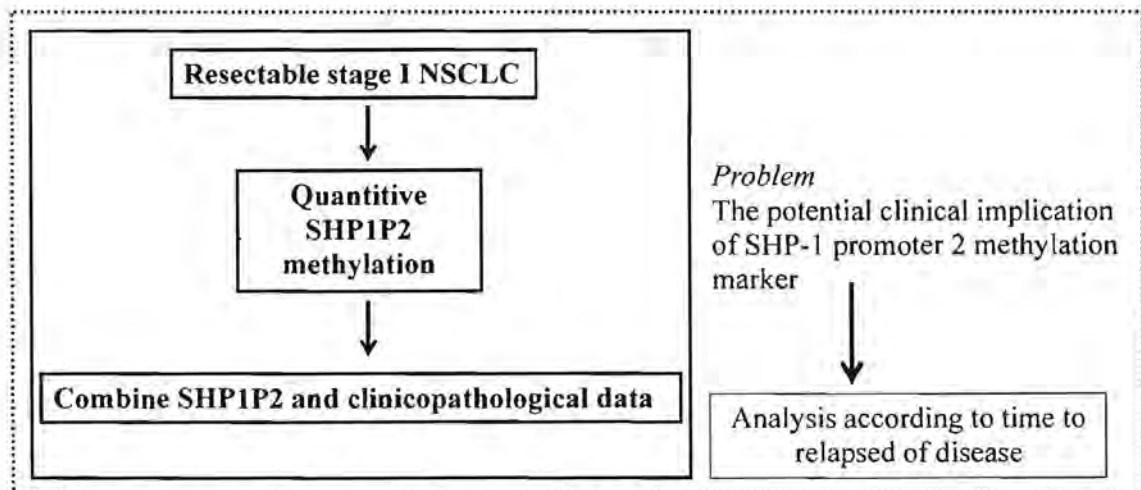 Resectable stage I NSCLC
Quantitive
SHP1P2
methylation
Combine SHP1P2 and clinicopathological data
Problem
The potential clinical implication
of SHP-1 promoter 2 methylation
marker
Analysis according to time to
relapsed of disease